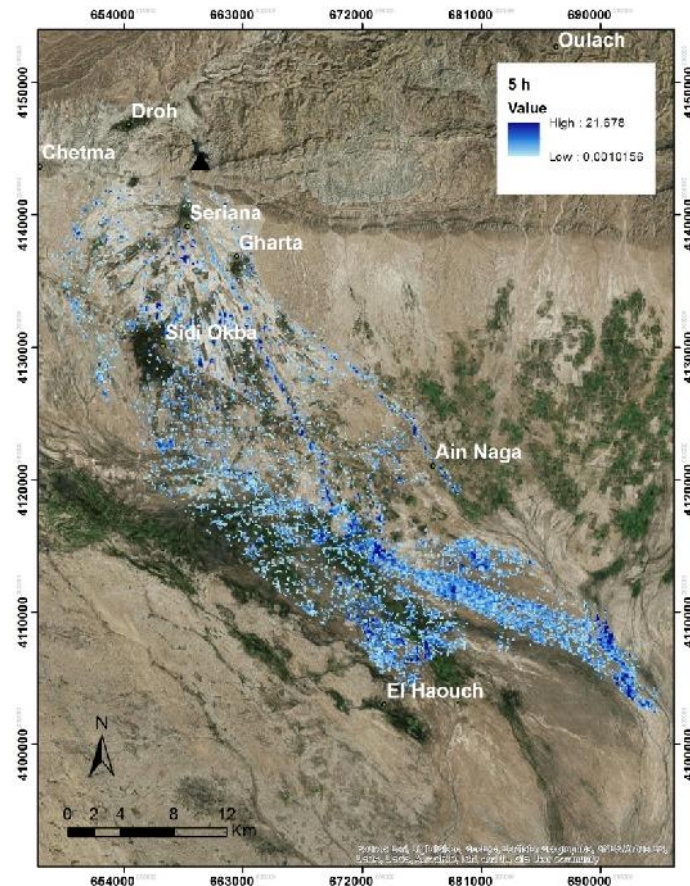 654000 663000 672000 681000 690000
Oulach
4150000 4150000
5 h
Value
High : 21.678
Low : 0.0010156
Droh
Chetma
4140000 4140000
Seriana
Gharta
4130000 4130000
Sidi Okba
Ain Naga
4120000 4120000
4110000 4110000
El Haouch
N
4100000 4100000
0 2 4 8 12
Km
654000 663000 672000 681000 690000